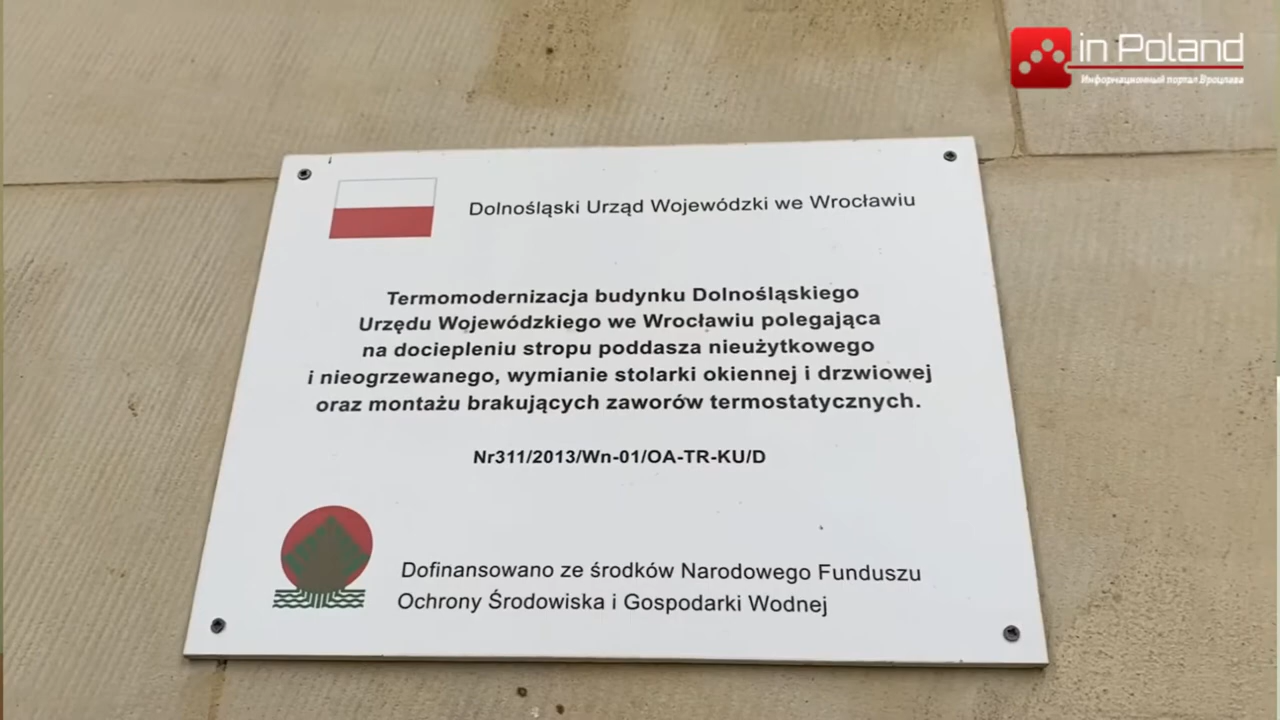 in Poland
Информационный портал Вроцлава
Dolnośląski Urząd Wojewódzki we Wrocławiu
Termomodernizacja budynku Dolnośląskiego
Urzędu Wojewódzkiego we Wrocławiu polegająca
na dociepleniu stropu poddasza nieużytkowego
i nieogrzewanego, wymianie stolarki okiennej i drzwiowej
oraz montażu brakujących zaworów termostatycznych.
Nr311/2013/Wn-01/OA-TR-KU/D
Dofinansowano ze środków Narodowego Funduszu
Ochrony Środowiska i Gospodarki Wodnej